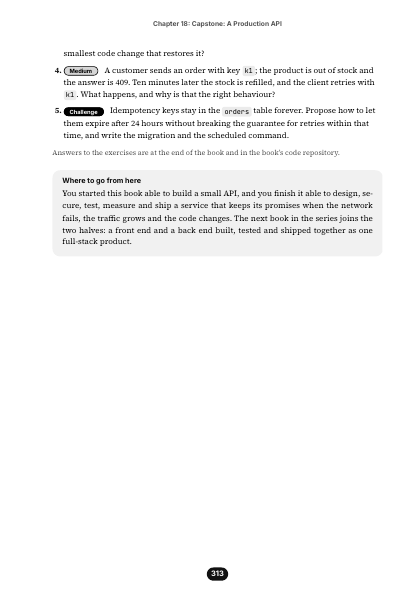 Chapter 18: Capstone: A Production API
smallest code change that restores it?
4. Medium A customer sends an order with key k1; the product is out of stock and
the answer is 409. Ten minutes later the stock is refilled, and the client retries with
k1. What happens, and why is that the right behaviour?
5. Challenge Idempotency keys stay in the orders table forever. Propose how to let
them expire after 24 hours without breaking the guarantee for retries within that
time, and write the migration and the scheduled command.
Answers to the exercises are at the end of the book and in the book's code repository.
Where to go from here
You started this book able to build a small API, and you finish it able to design, se-
cure, test, measure and ship a service that keeps its promises when the network
fails, the traffic grows and the code changes. The next book in the series joins the
two halves: a front end and a back end built, tested and shipped together as one
full-stack product.
313